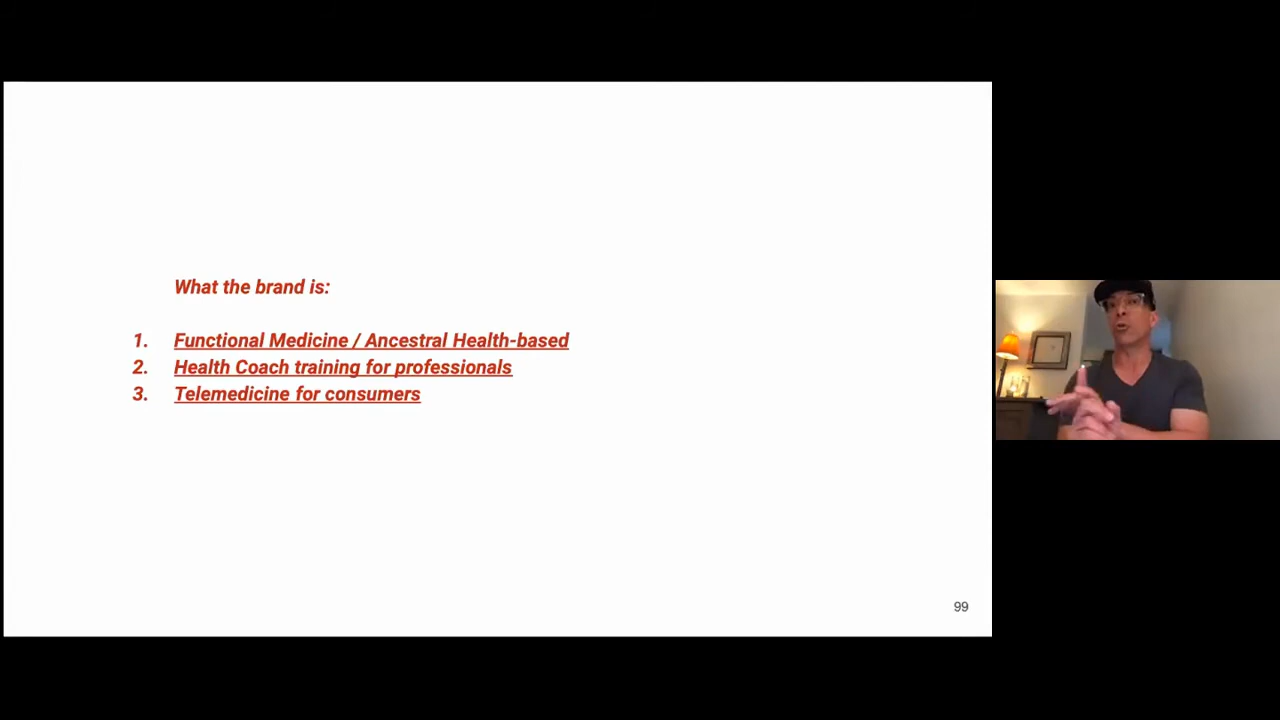 What the brand is:
1. Functional Medicine / Ancestral Health-based
2. Health Coach training for professionals
3. Telemedicine for consumers
99